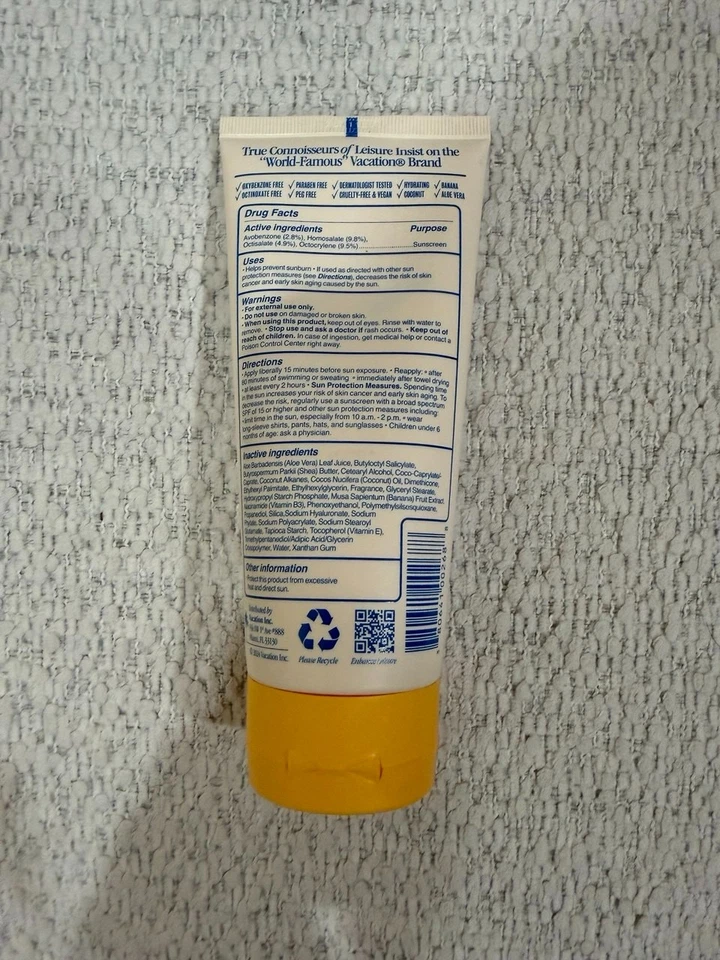 True Connoisseurs of Leisure Insist on the
"World-Famous" Vacation® Brand
OXYBENZONE FREE PARABEN FREE DERMATOLOGIST TESTED HYDRATING BANANA
OCTINOXATE FREE PEG FREE CRUELTY-FREE & VEGAN COCONUT ALOE VERA
Drug Facts
Active ingredients Purpose
Avobenzone (2.8%), Homosalate (9.8%),
Octisalate (4.9%), Octocrylene (9.5%)..................Sunscreen
Uses
• Helps prevent sunburn • If used as directed with other sun
protection measures (see Directions), decreases the risk of skin
cancer and early skin aging caused by the sun.
Warnings
• For external use only.
• Do not use on damaged or broken skin.
• When using this product, keep out of eyes. Rinse with water to
remove. • Stop use and ask a doctor if rash occurs. • Keep out of
reach of children. In case of ingestion, get medical help or contact a
Poison Control Center right away.
Directions
• Apply liberally 15 minutes before sun exposure. • Reapply: • after
80 minutes of swimming or sweating • immediately after towel drying
• at least every 2 hours • Sun Protection Measures. Spending time
in the sun increases your risk of skin cancer and early skin aging. To
decrease the risk, regularly use a sunscreen with a broad spectrum
SPF of 15 or higher and other sun protection measures including
• limit time in the sun, especially from 10 a.m. - 2 p.m. • wear
long-sleeve shirts, pants, hats, and sunglasses • Children under 6
months of age: ask a physician.
Inactive ingredients
Aloe Barbadensis (Aloe Vera) Leaf Juice, Butyloctyl Salicylate,
Butyrospermum Parkii (Shea) Butter, Cetearyl Alcohol, Coco-Caprylate/
Caprate, Coconut Alkanes, Cocos Nucifera (Coconut) Oil, Dimethicone,
Ethylhexyl Palmitate, Ethylhexylglycerin, Fragrance, Glyceryl Stearate,
Hydroxypropyl Starch Phosphate, Musa Sapientum (Banana) Fruit Extract,
Niacinamide (Vitamin B3), Phenoxyethanol, Polymethylsilsesquioxane,
Propanediol, Silica, Sodium Hyaluronate, Sodium
Phytate, Sodium Polyacrylate, Sodium Stearoyl
Glutamate, Tapioca Starch, Tocopherol (Vitamin E),
Trimethylpentanediol/Adipic Acid/Glycerin
Crosspolymer, Water, Xanthan Gum
Other information
Protect this product from excessive
heat and direct sun.
Distributed by
Vacation Inc.
Miami, FL 33130
Vacation Inc.
Please Recycle